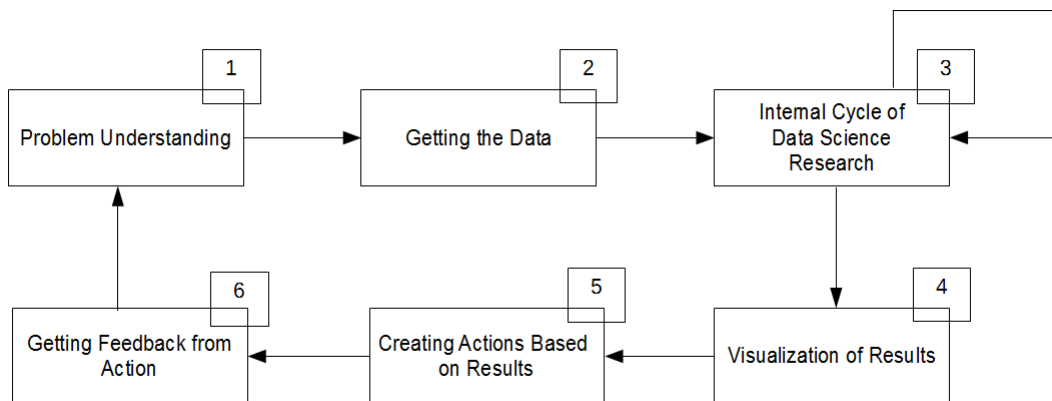 1
Problem Understanding
2
Getting the Data
3
Internal Cycle of
Data Science
Research
4
Visualization of Results
5
Creating Actions Based
on Results
6
Getting Feedback from
Action